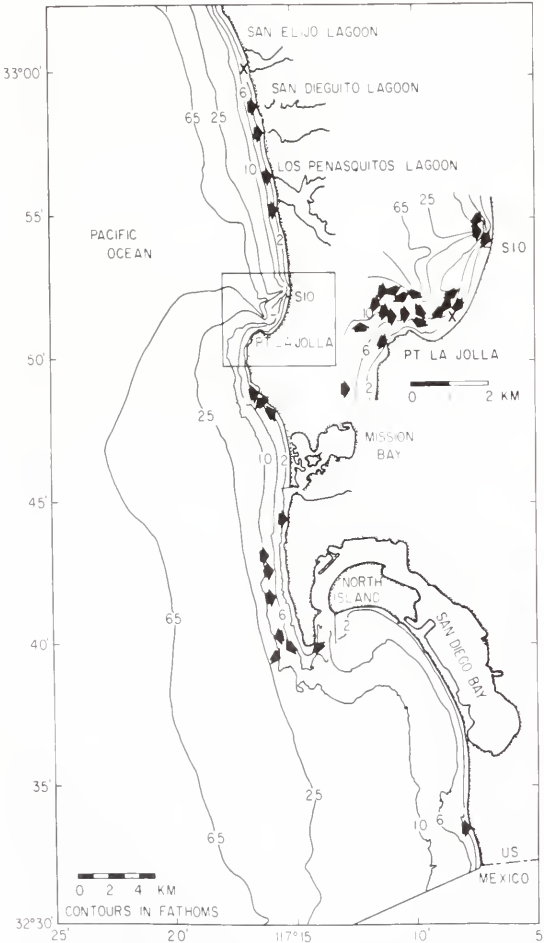 SAN ELIJO LAGOON
33°00'
X
6
SAN DIEGUITO LAGOON
65 25
10
LOS PENASQUITOS LAGOON
25
65
55'
2
SIO
PACIFIC
OCEAN
SIO
10
X
PT LA JOLLA
6
PT LA JOLLA
50'
2
0 2 KM
25
MISSION
BAY
10 2
45'
NORTH
ISLAND
65
6
2
SAN DIEGO BAY
40'
35'
25
10 6
65
US
MEXICO
0 2 4 KM
CONTOURS IN FATHOMS
32°30'
25' 20' 117°15' 10' 5